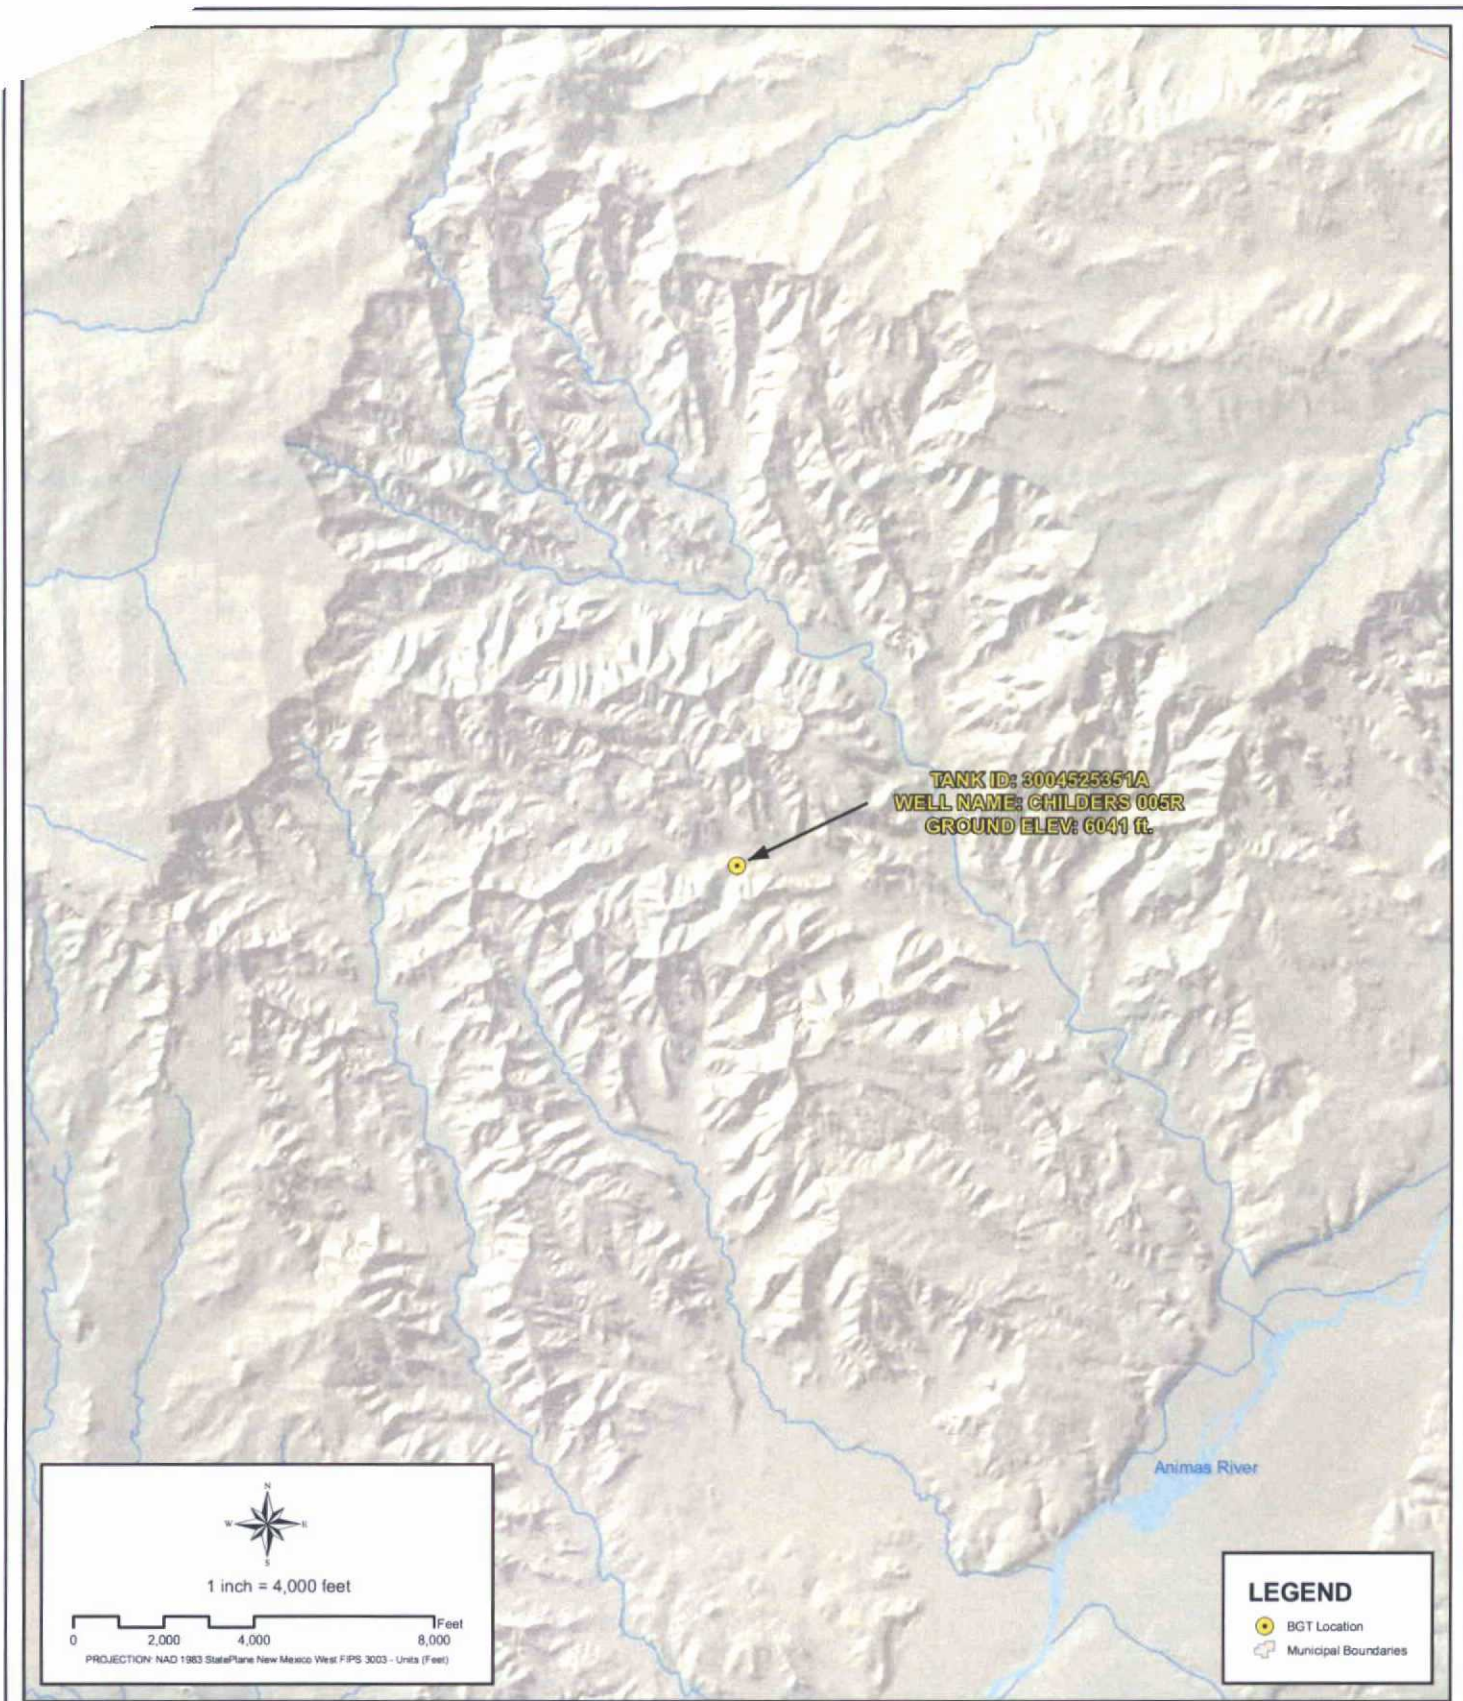 TANK ID: 3004525351A
WELL NAME: CHILDERS 005R
GROUND ELEV: 6041 ft.
Animas River
N
W E
S
1 inch = 4,000 feet
Feet
0 2,000 4,000 8,000
PROJECTION: NAD 1983 StatePlane New Mexico West FIPS 3003 - Units (Feet)
LEGEND
BGT Location
Municipal Boundaries